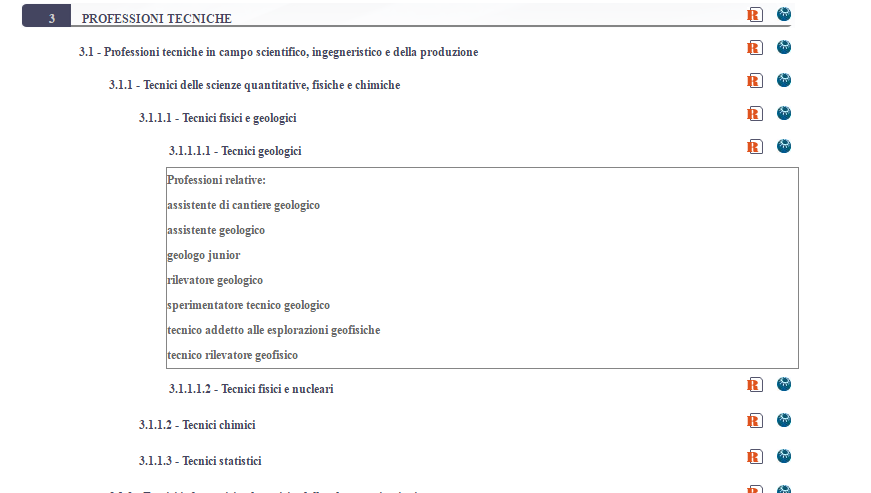 3 PROFESSIONI TECNICHE
3.1 - Professioni tecniche in campo scientifico, ingegneristico e della produzione
3.1.1 - Tecnici delle scienze quantitative, fisiche e chimiche
3.1.1.1 - Tecnici fisici e geologici
3.1.1.1.1 - Tecnici geologici
Professioni relative:
assistente di cantiere geologico
assistente geologico
geologo junior
rilevatore geologico
sperimentatore tecnico geologico
tecnico addetto alle esplorazioni geofisiche
tecnico rilevatore geofisico
3.1.1.1.2 - Tecnici fisici e nucleari
3.1.1.2 - Tecnici chimici
3.1.1.3 - Tecnici statistici